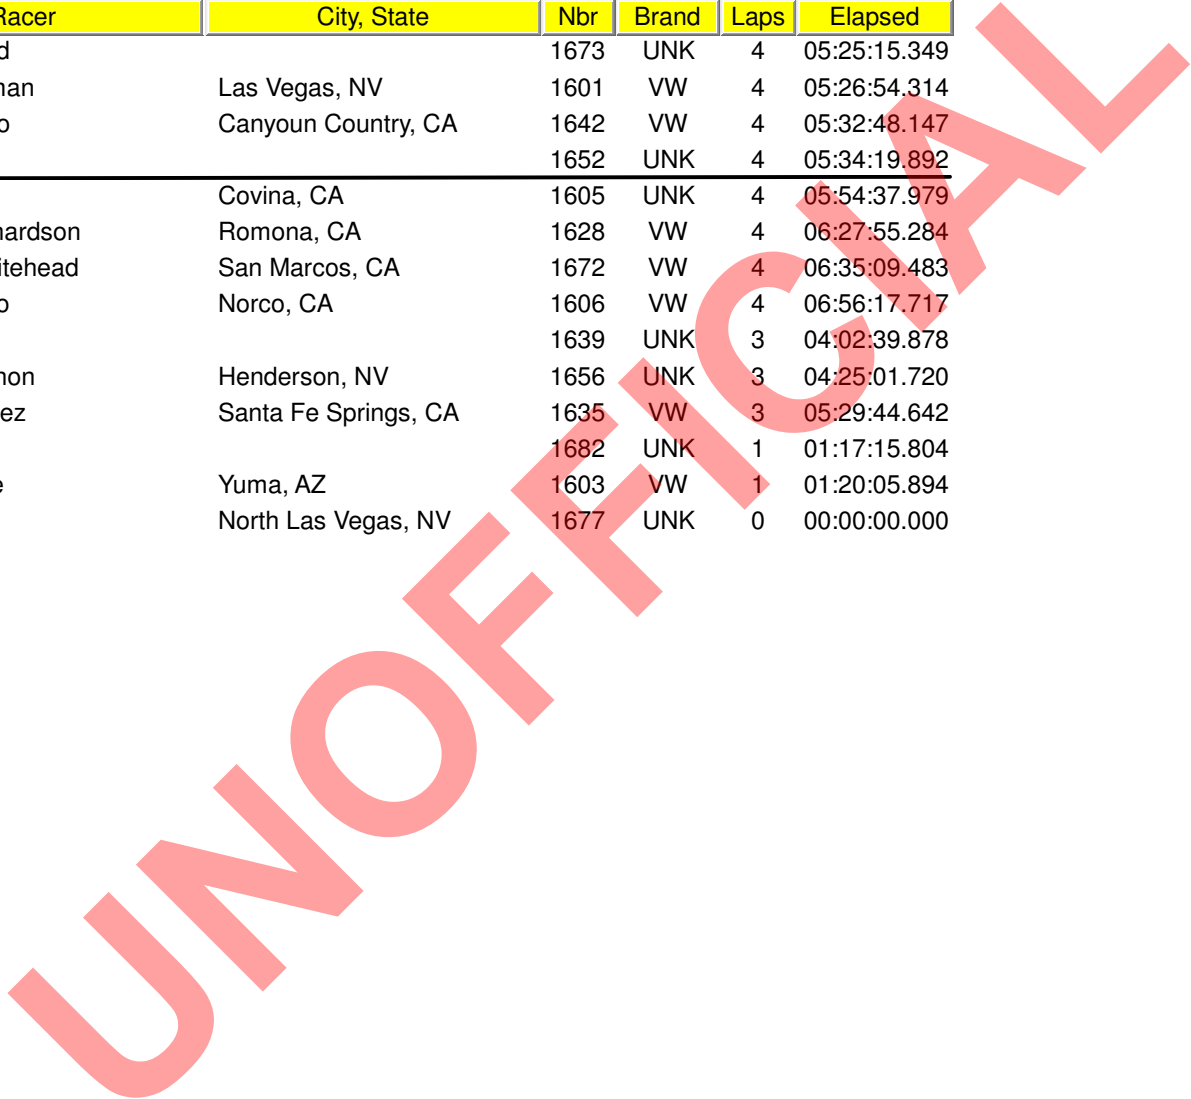 Racer City, State Nbr Brand Laps Elapsed
d 1673 UNK 4 05:25:15.349
Las Vegas, NV 1601 VW 4 05:26:54.314
o Canyoun Country, CA 1642 VW 4 05:32:48.147
1652 UNK 4 05:34:19.892
Covina, CA 1605 UNK 4 05:54:37.979
hardson Romona, CA 1628 VW 4 06:27:55.284
itehead San Marcos, CA 1672 VW 4 06:35:09.483
o Norco, CA 1606 VW 4 06:56:17.717
1639 UNK 3 04:02:39.878
Henderson, NV 1656 UNK 3 04:25:01.720
ez Santa Fe Springs, CA 1635 VW 3 05:29:44.642
1682 UNK 1 01:17:15.804
e Yuma, AZ 1603 VW 1 01:20:05.894
North Las Vegas, NV 1677 UNK 0 00:00:00.000
UNOFFICIAL